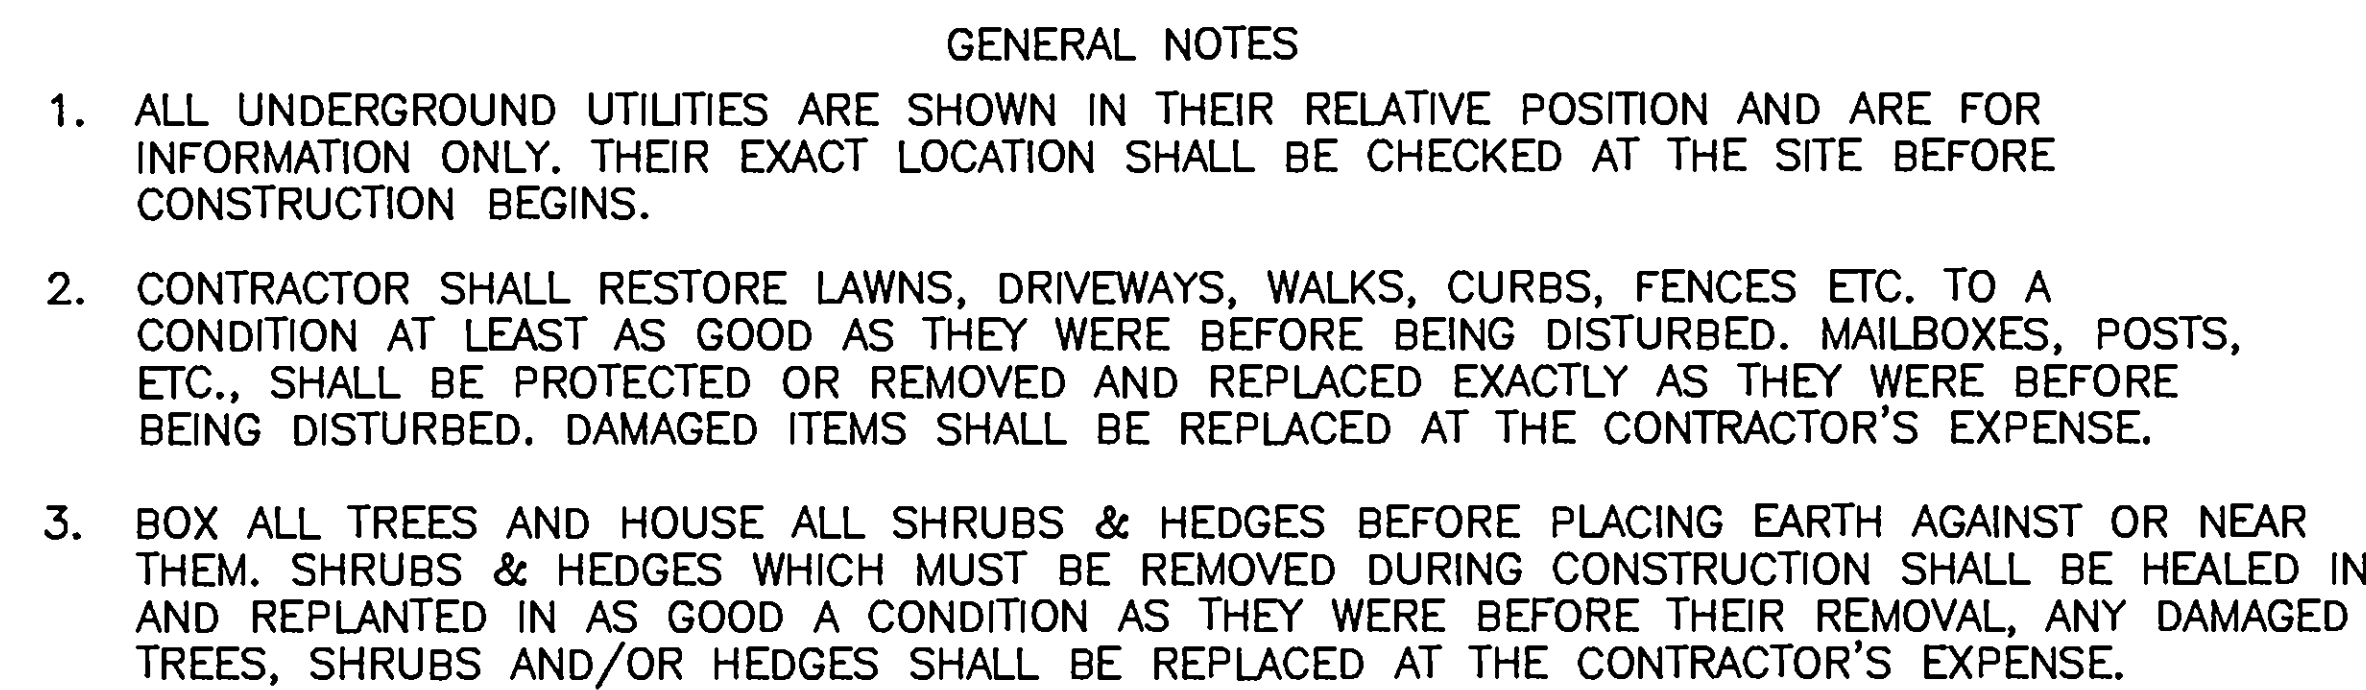 GENERAL NOTES
1. ALL UNDERGROUND UTILITIES ARE SHOWN IN THEIR RELATIVE POSITION AND ARE FOR
INFORMATION ONLY. THEIR EXACT LOCATION SHALL BE CHECKED AT THE SITE BEFORE
CONSTRUCTION BEGINS.
2. CONTRACTOR SHALL RESTORE LAWNS, DRIVEWAYS, WALKS, CURBS, FENCES ETC. TO A
CONDITION AT LEAST AS GOOD AS THEY WERE BEFORE BEING DISTURBED. MAILBOXES, POSTS,
ETC., SHALL BE PROTECTED OR REMOVED AND REPLACED EXACTLY AS THEY WERE BEFORE
BEING DISTURBED. DAMAGED ITEMS SHALL BE REPLACED AT THE CONTRACTOR'S EXPENSE.
3. BOX ALL TREES AND HOUSE ALL SHRUBS & HEDGES BEFORE PLACING EARTH AGAINST OR NEAR
THEM. SHRUBS & HEDGES WHICH MUST BE REMOVED DURING CONSTRUCTION SHALL BE HEALED IN
AND REPLANTED IN AS GOOD A CONDITION AS THEY WERE BEFORE THEIR REMOVAL, ANY DAMAGED
TREES, SHRUBS AND/OR HEDGES SHALL BE REPLACED AT THE CONTRACTOR'S EXPENSE.